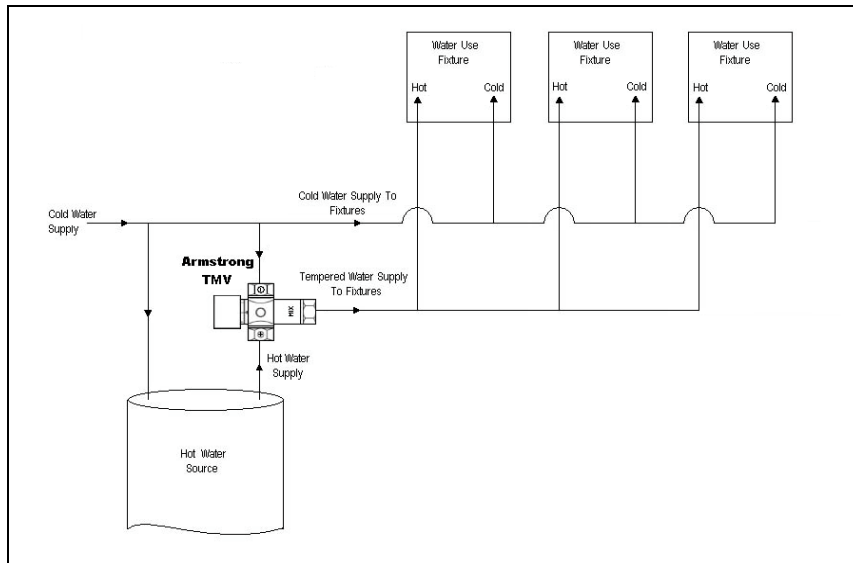 Water Use
Fixture
Hot
Cold
Water Use
Fixture
Hot
Cold
Water Use
Fixture
Hot
Cold
Cold Water Supply To
Fixtures
Cold Water
Supply
Armstrong
TMV
Tempered Water Supply
To Fixtures
MIX
Hot Water
Supply
Hot Water
Source